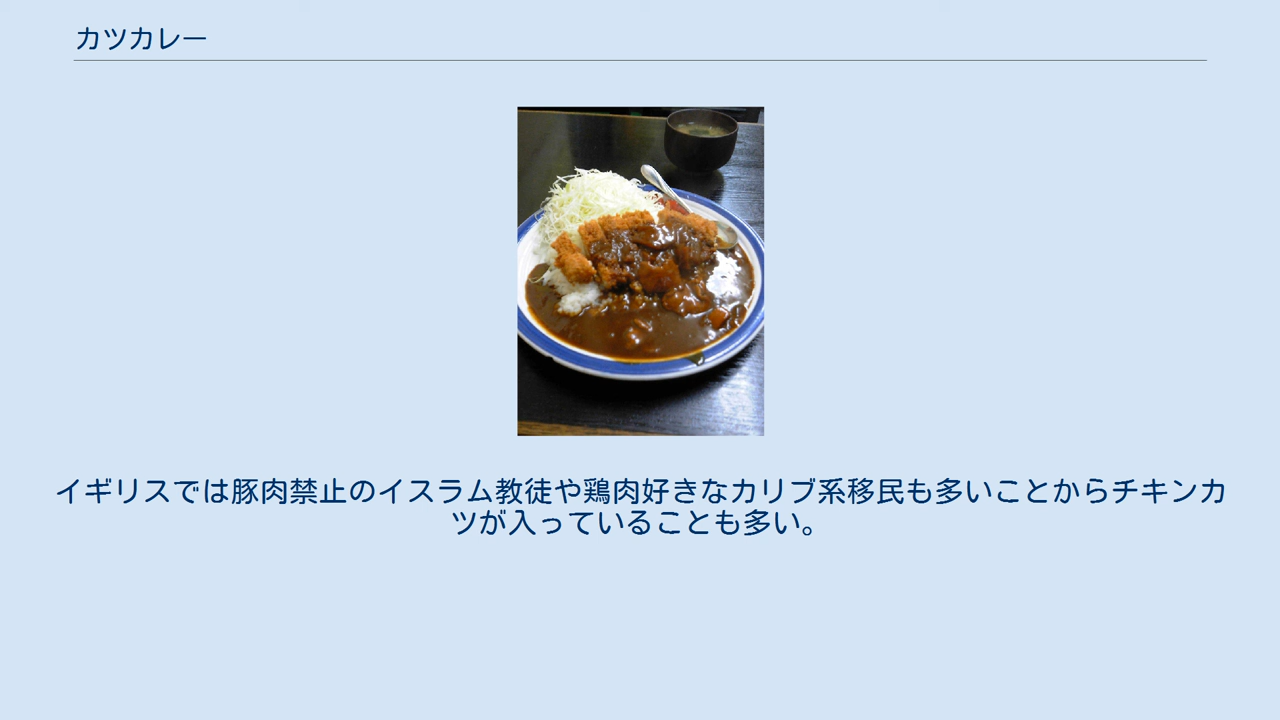 カツカレー
イギリスでは豚肉禁止のイスラム教徒や鶏肉好きなカリブ系移民も多いことからチキンカ
ツが入っていることも多い。